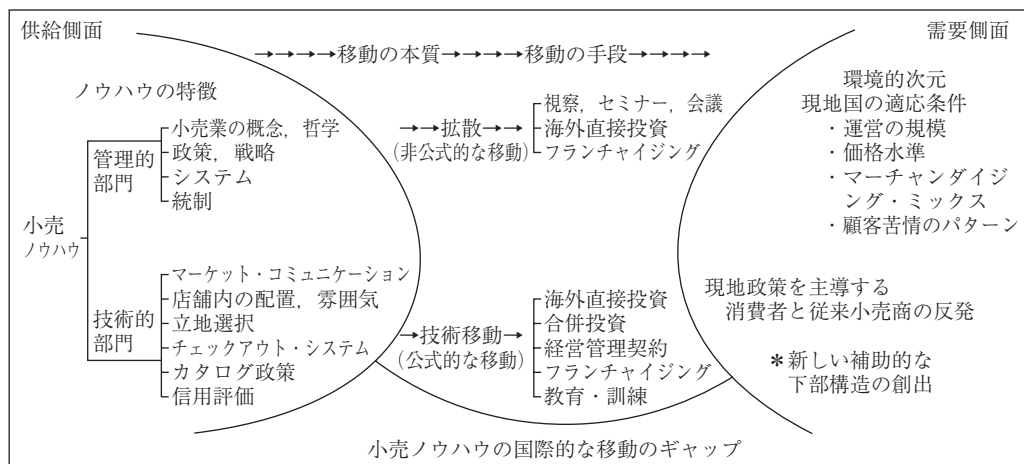 供給側面
需要側面
→→→→移動の本質→→→→移動の手段→→→→
ノウハウの特徴
小売
ノウハウ
管理的
部門
小売業の概念，哲学
政策，戦略
システム
統制
技術的
部門
マーケット・コミュニケーション
店舗内の配置，雰囲気
立地選択
チェックアウト・システム
カタログ政策
信用評価
→→拡散→→
(非公式的な移動)
視察，セミナー，会議
海外直接投資
フランチャイジング
→技術移動→
(公式的な移動)
海外直接投資
合併投資
経営管理契約
フランチャイジング
教育・訓練
環境的次元
現地国の適応条件
・運営の規模
・価格水準
・マーチャンダイジ
ング・ミックス
・顧客苦情のパターン
現地政策を主導する
消費者と従来小売商の反発
＊新しい補助的な
下部構造の創出
小売ノウハウの国際的な移動のギャップ